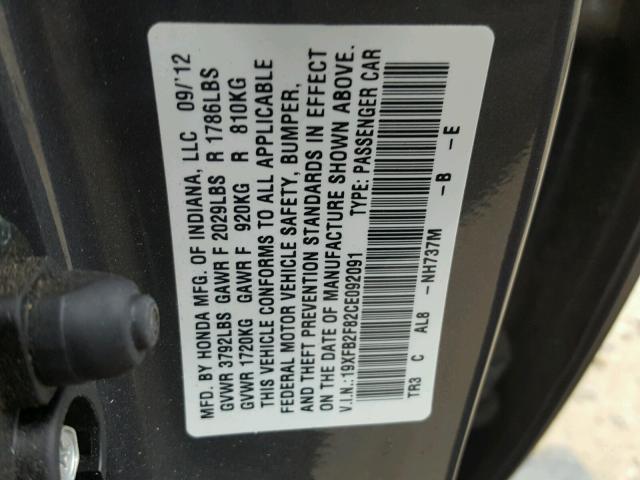 MFD. BY HONDA MFG. OF INDIANA, LLC 09/'12
GVWR 3792LBS GAWR F 2029LBS R 1786LBS
GVWR 1720KG GAWR F 920KG R 810KG
THIS VEHICLE CONFORMS TO ALL APPLICABLE
FEDERAL MOTOR VEHICLE SAFETY, BUMPER,
AND THEFT PREVENTION STANDARDS IN EFFECT
ON THE DATE OF MANUFACTURE SHOWN ABOVE.
V.I.N.:19XFB2F82CE092091 TYPE: PASSENGER CAR
TR3 C AL8 -NH737M -B -E